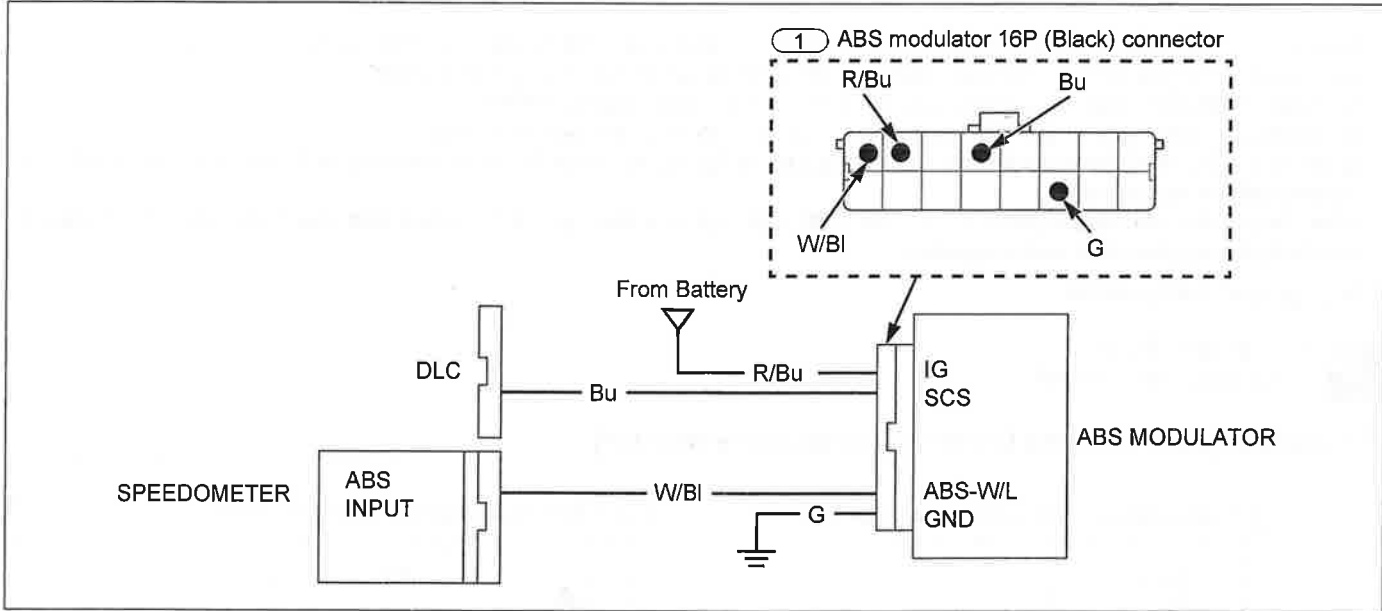 1 ABS modulator 16P (Black) connector
R/Bu
Bu
W/Bl
G
From Battery
DLC
R/Bu
IG
Bu
SCS
ABS MODULATOR
SPEEDOMETER
ABS
INPUT
W/Bl
ABS-W/L
G
GND